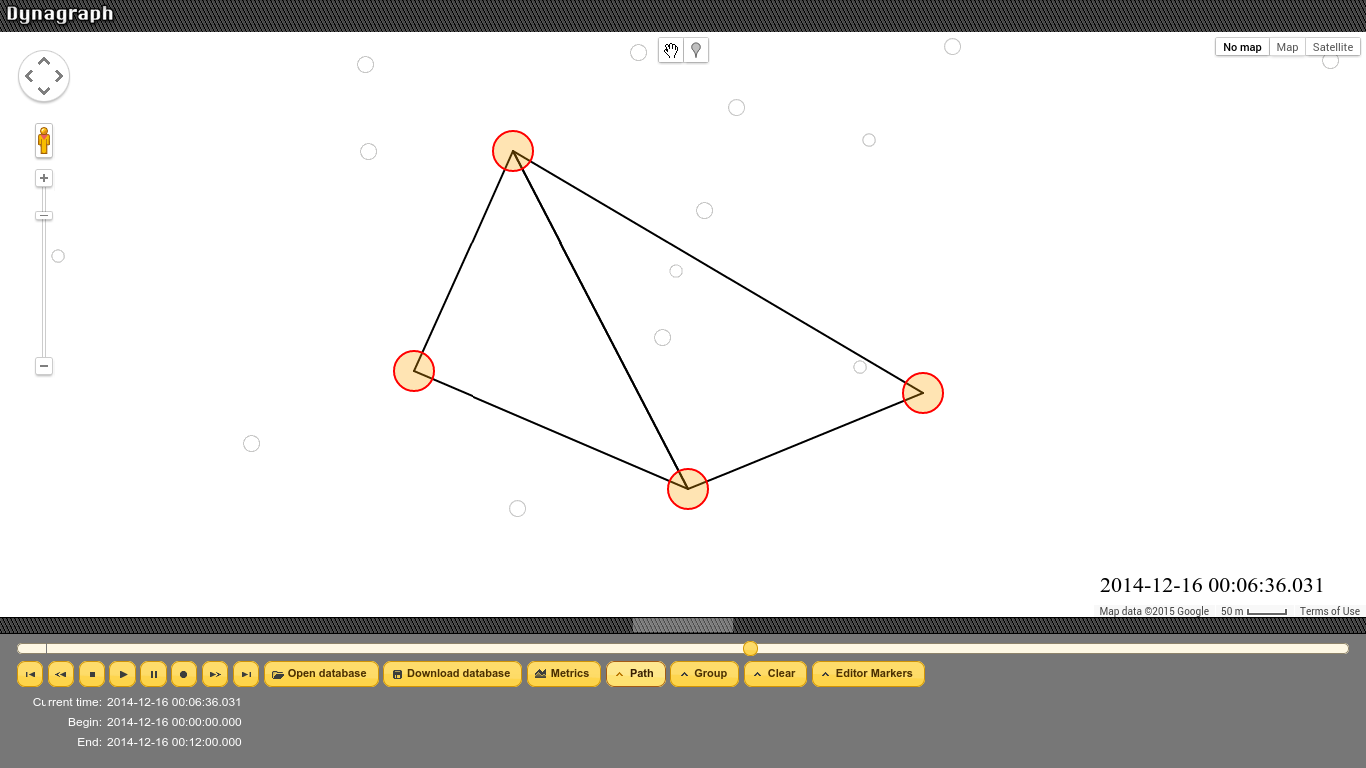 Dynagraph
No map Map Satellite
2014-12-16 00:06:36.031
Map data ©2015 Google 50 m Terms of Use
Open database Download database Metrics Path Group Clear Editor Markers
Current time: 2014-12-16 00:06:36.031
Begin: 2014-12-16 00:00:00.000
End: 2014-12-16 00:12:00.000